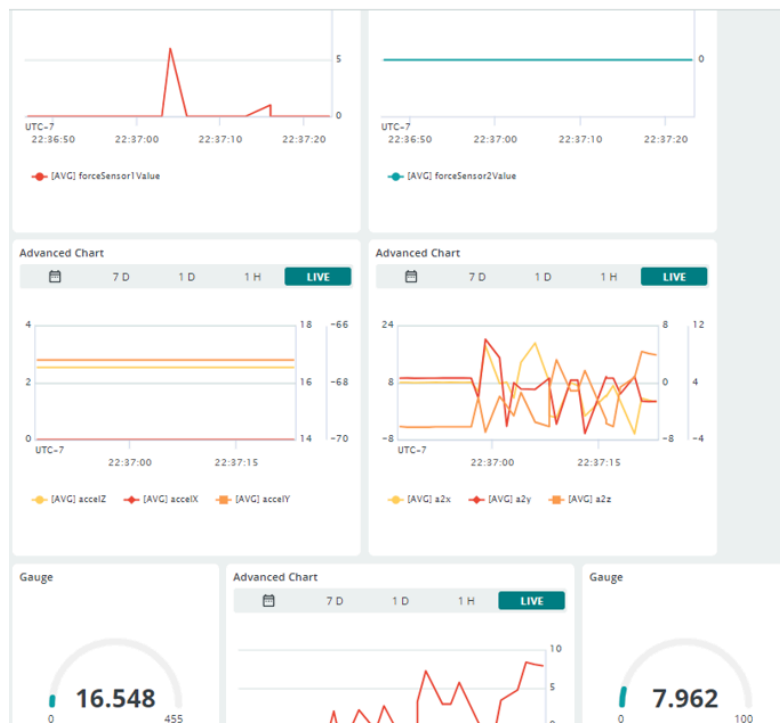 5
0
UTC-7
22:36:50 22:37:00 22:37:10 22:37:20
[AVG] forceSensor1Value
0
UTC-7
22:36:50 22:37:00 22:37:10 22:37:20
[AVG] forceSensor2Value
Advanced Chart
7 D 1 D 1 H LIVE
4 18 -66
2 16 -68
0 14 -70
UTC-7
22:37:00 22:37:15
[AVG] accelZ [AVG] accelX [AVG] accelY
Advanced Chart
7 D 1 D 1 H LIVE
24 8 12
8 0 4
-8 -8 -4
UTC-7
22:37:00 22:37:15
[AVG] a2x [AVG] a2y [AVG] a2z
Gauge
16.548
0 455
Advanced Chart
7 D 1 D 1 H LIVE
10
5
0
Gauge
7.962
0 100